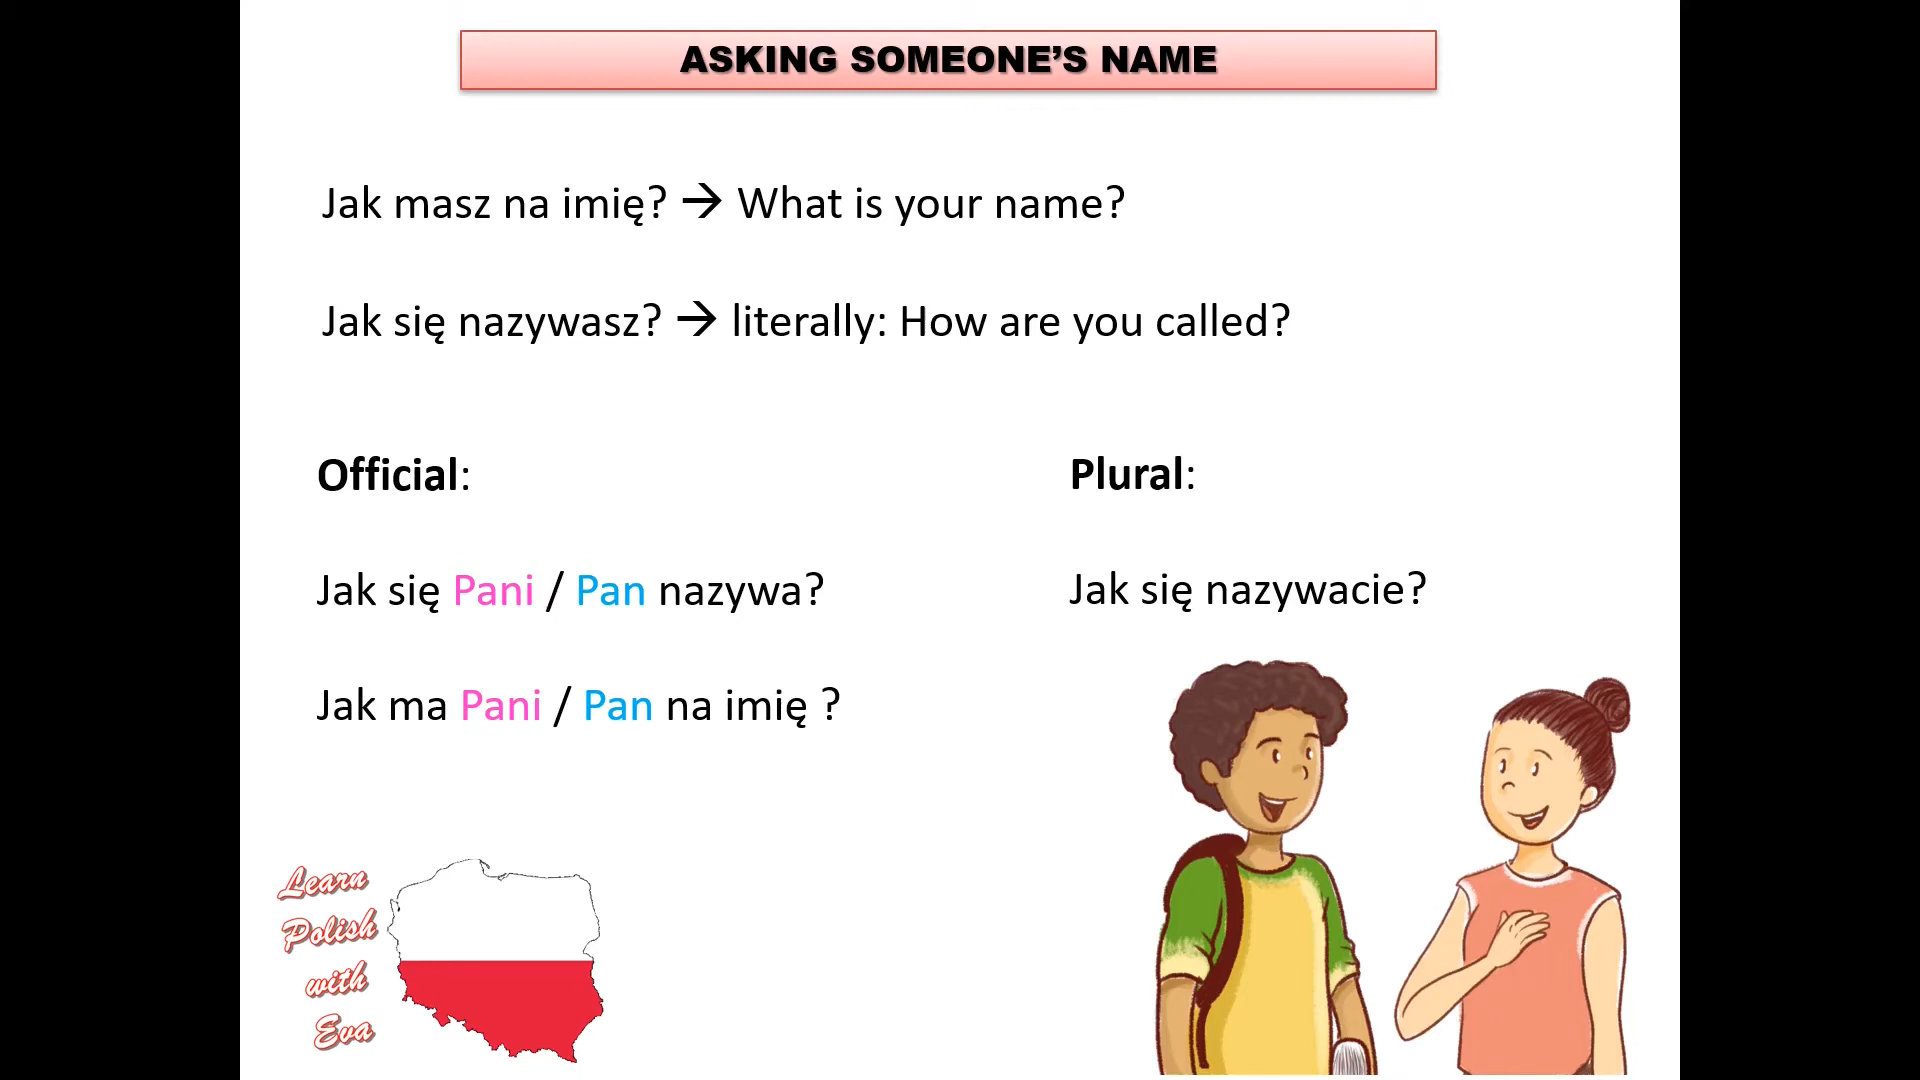 ASKING SOMEONE’S NAME
Jak masz na imię? → What is your name?
Jak się nazywasz? → literally: How are you called?
Official:
Jak się Pani / Pan nazywa?
Jak ma Pani / Pan na imię ?
Plural:
Jak się nazywacie?
Learn
Polish
with
Eva